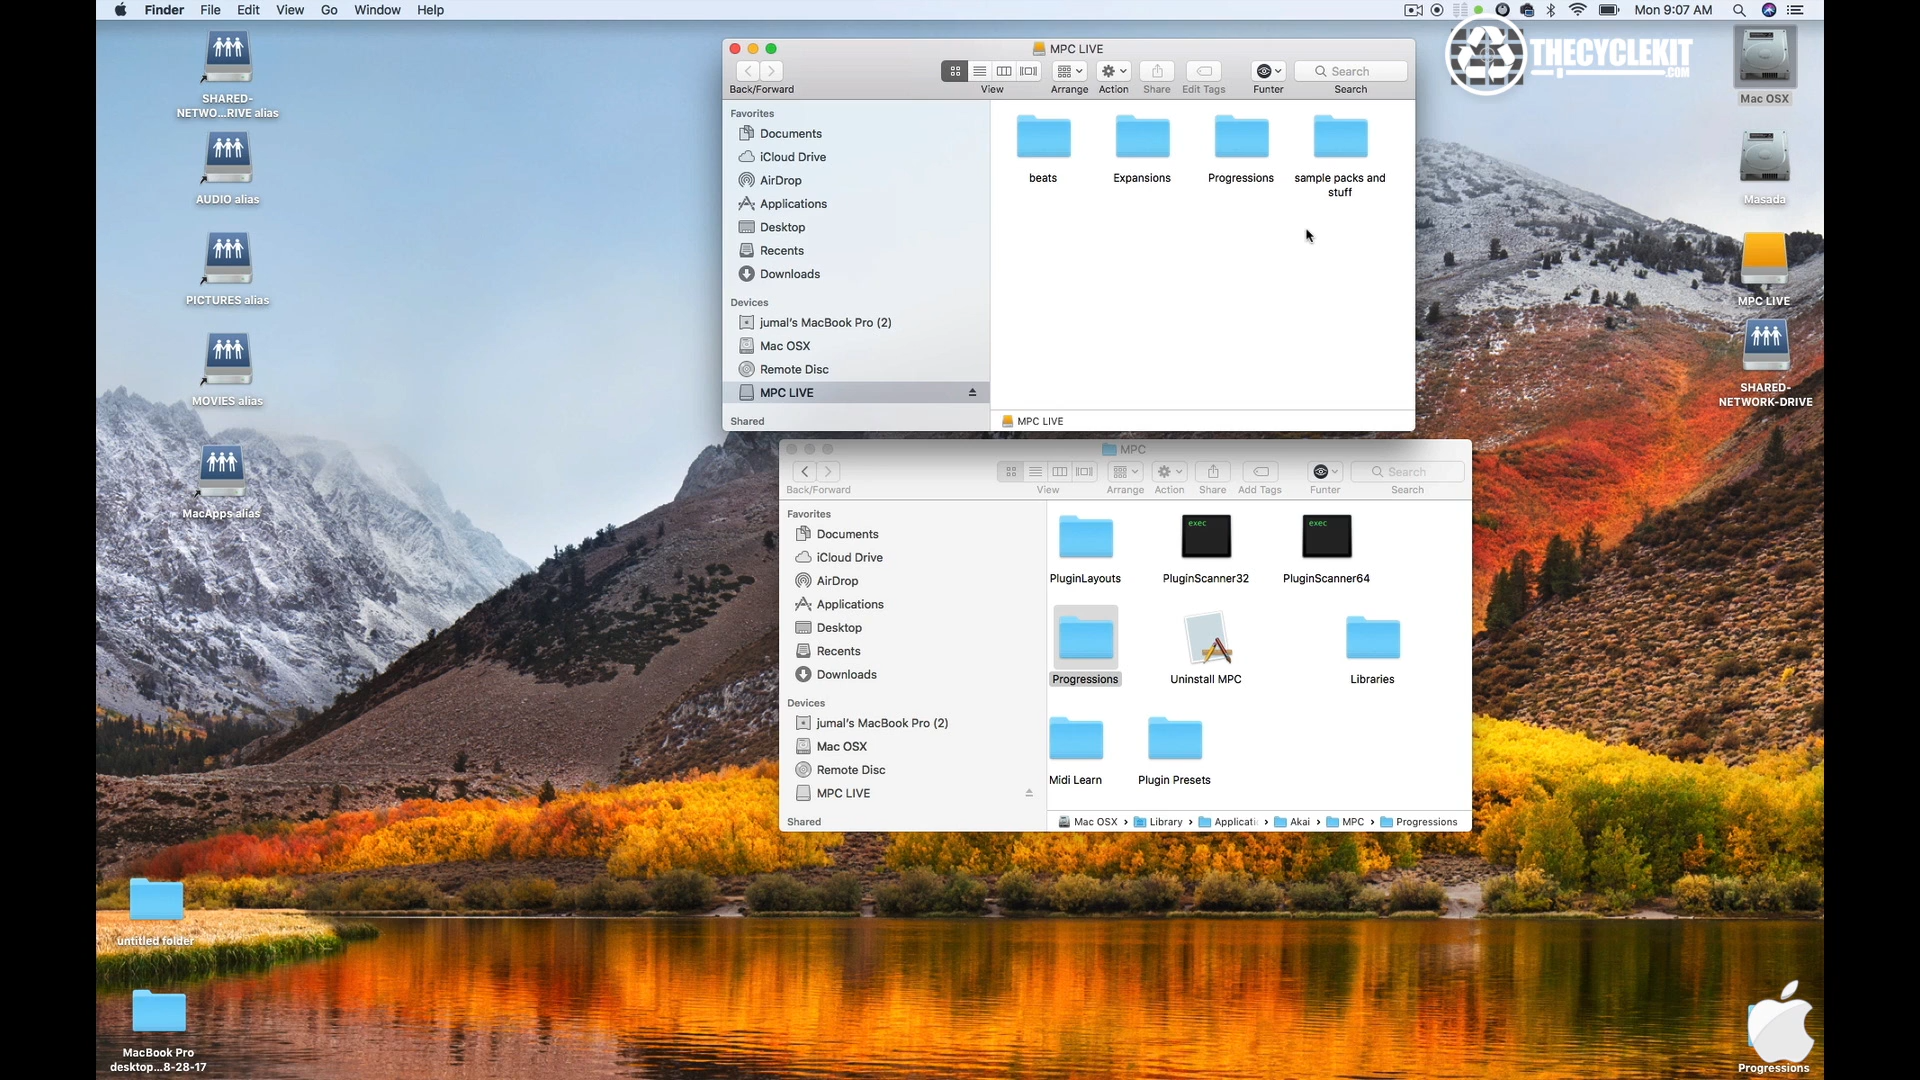 Finder File Edit View Go Window Help
Mon 9:07 AM
SHARED-
NETWO...RIVE alias
AUDIO alias
PICTURES alias
MOVIES alias
MacApps alias
untitled folder
MacBook Pro
desktop...8-28-17
MPC LIVE
Search
Back/Forward View Arrange Action Share Edit Tags Funter Search
Favorites
Documents
iCloud Drive
AirDrop
Applications
Desktop
Recents
Downloads
Devices
jumal's MacBook Pro (2)
Mac OSX
Remote Disc
MPC LIVE
Shared
beats
Expansions
Progressions
sample packs and
stuff
MPC LIVE
MPC
Search
Back/Forward View Arrange Action Share Add Tags Funter Search
Favorites
Documents
iCloud Drive
AirDrop
Applications
Desktop
Recents
Downloads
Devices
jumal's MacBook Pro (2)
Mac OSX
Remote Disc
MPC LIVE
Shared
exec
exec
PluginLayouts
PluginScanner32
PluginScanner64
Progressions
Uninstall MPC
Libraries
Midi Learn
Plugin Presets
Mac OSX › Library › Applicati › Akai › MPC › Progressions
THECYCLEKIT
.COM
Mac OSX
Masada
MPC LIVE
SHARED-
NETWORK-DRIVE
Progressions